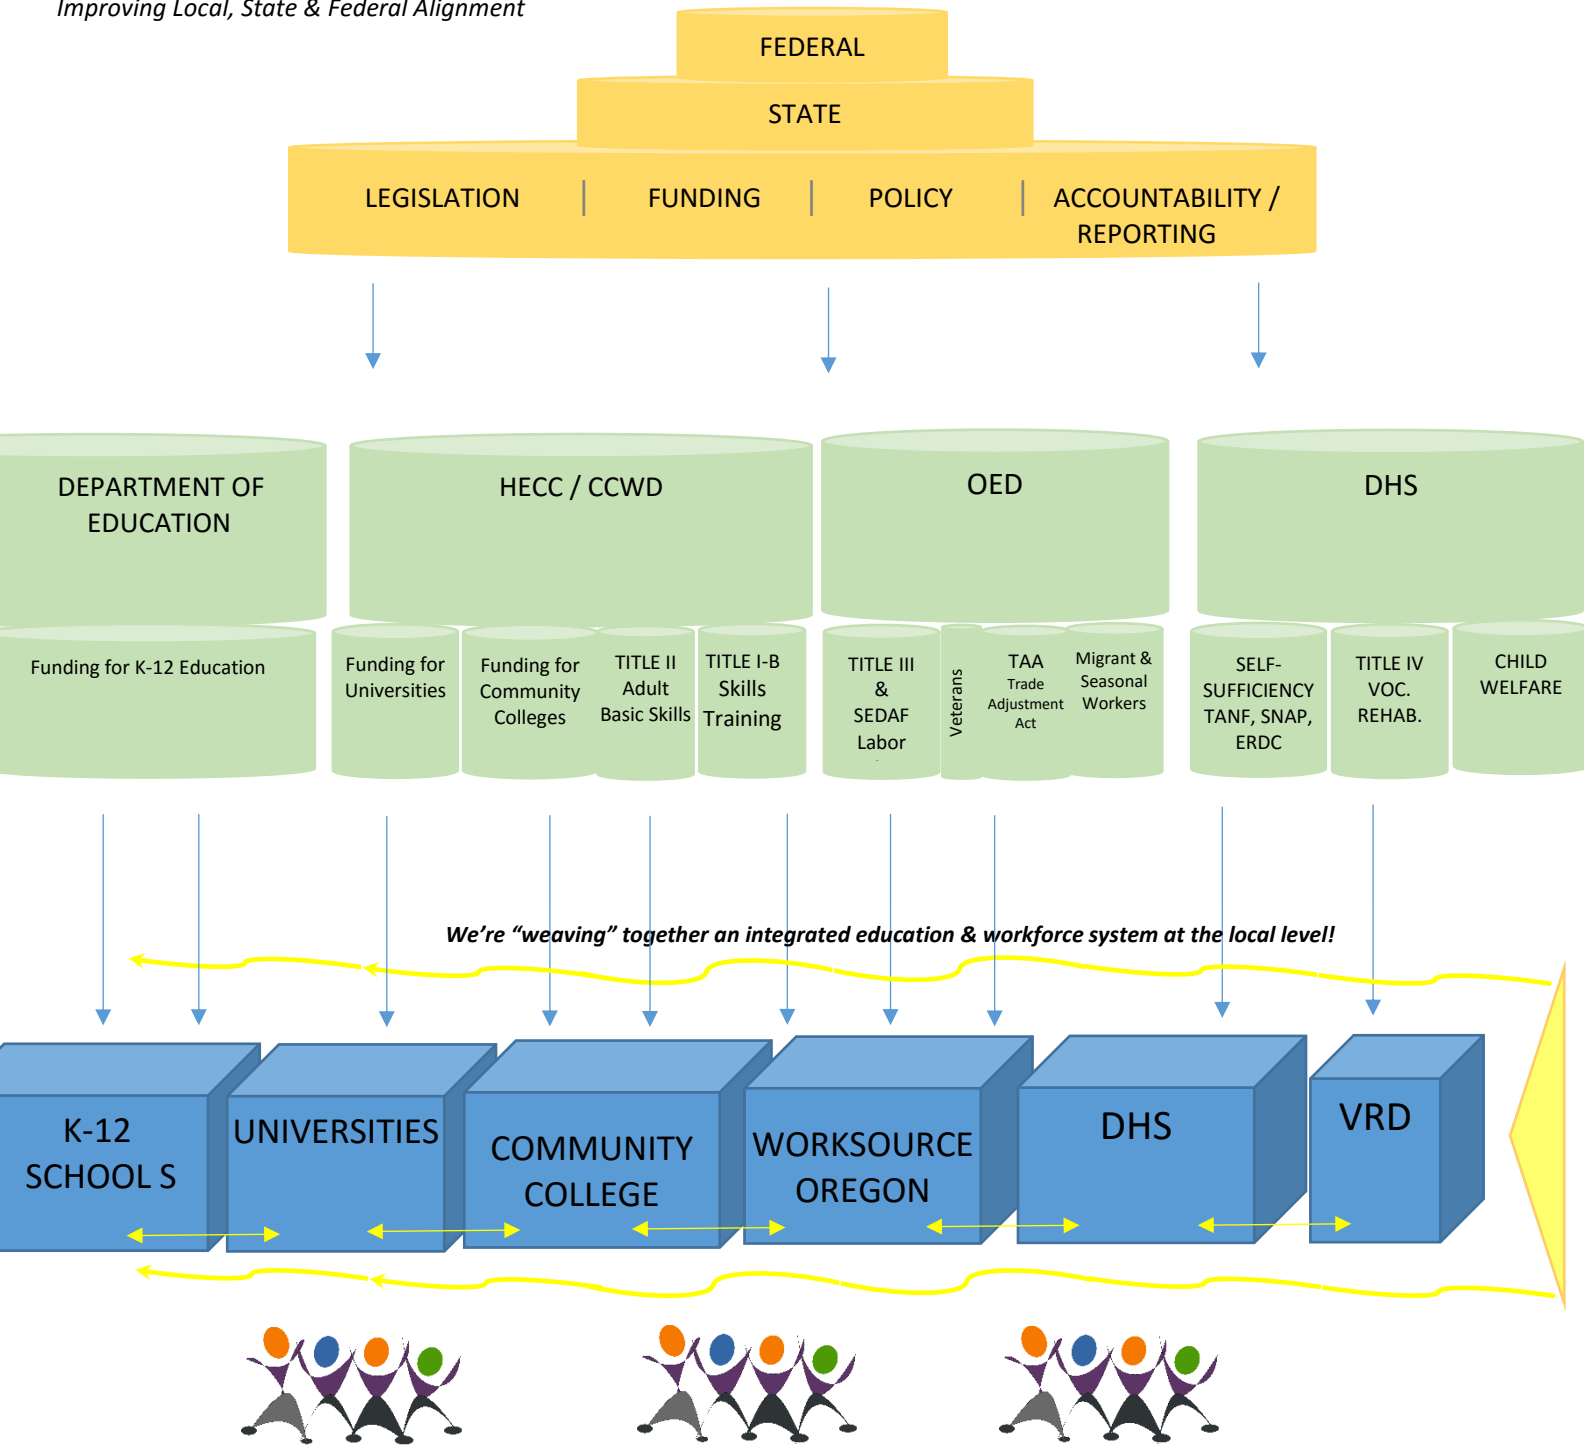 Improving Local, State & Federal Alignment
FEDERAL
STATE
LEGISLATION | FUNDING | POLICY | ACCOUNTABILITY /
REPORTING
DEPARTMENT OF
EDUCATION
HECC / CCWD
OED
DHS
Funding for K-12 Education
Funding for
Universities
Funding for
Community
Colleges
TITLE II
Adult
Basic Skills
TITLE I-B
Skills
Training
TITLE III
&
SEDAF
Labor
Veterans
TAA
Trade
Adjustment
Act
Migrant &
Seasonal
Workers
SELF-
SUFFICIENCY
TANF, SNAP,
ERDC
TITLE IV
VOC.
REHAB.
CHILD
WELFARE
We’re “weaving” together an integrated education & workforce system at the local level!
K-12
SCHOOL S
UNIVERSITIES
COMMUNITY
COLLEGE
WORKSOURCE
OREGON
DHS
VRD